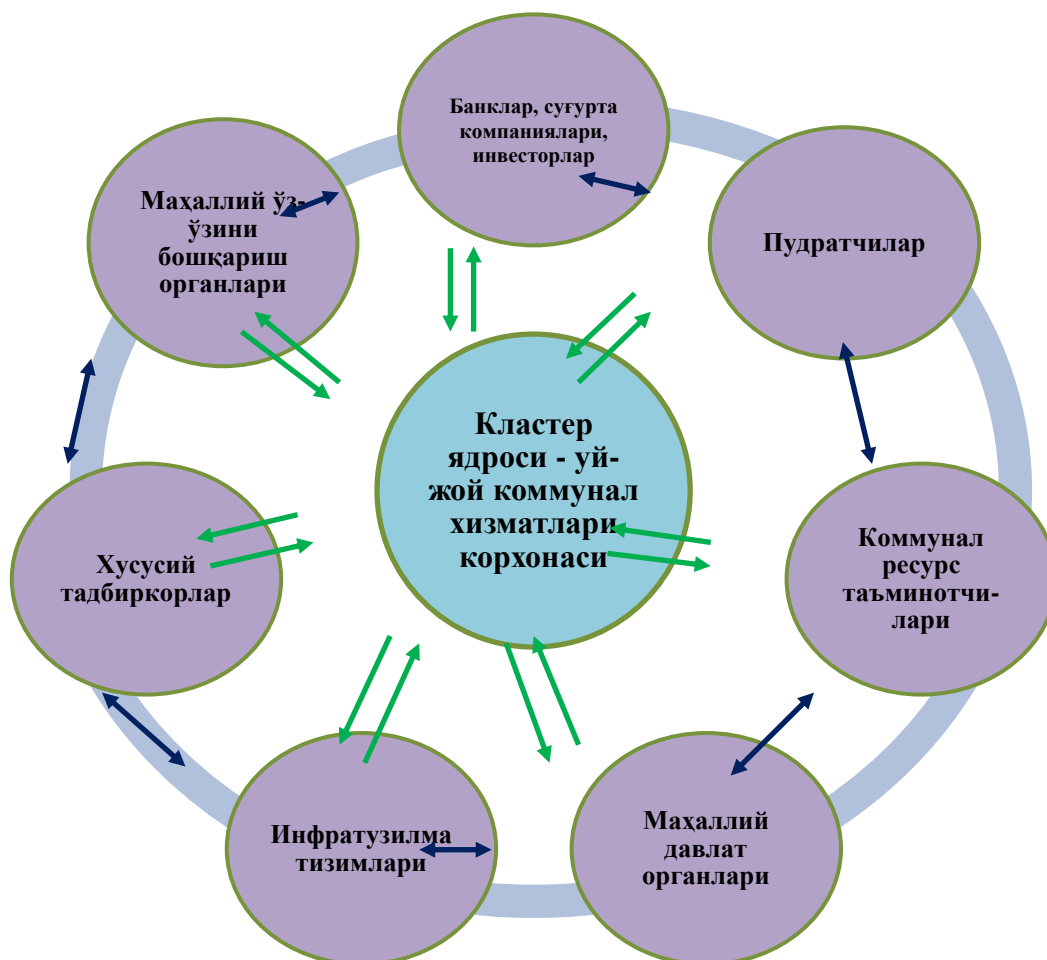 Банклар, суғурта
компаниялари,
инвесторлар
Маҳаллий ўз-
ўзини
бошқариш
органлари
Пудратчилар
Кластер
ядроси - уй-
жой коммунал
хизматлари
корхонаси
Хусусий
тадбиркорлар
Коммунал
ресурс
таъминотчи-
лари
Инфратузилма
тизимлари
Маҳаллий
давлат
органлари